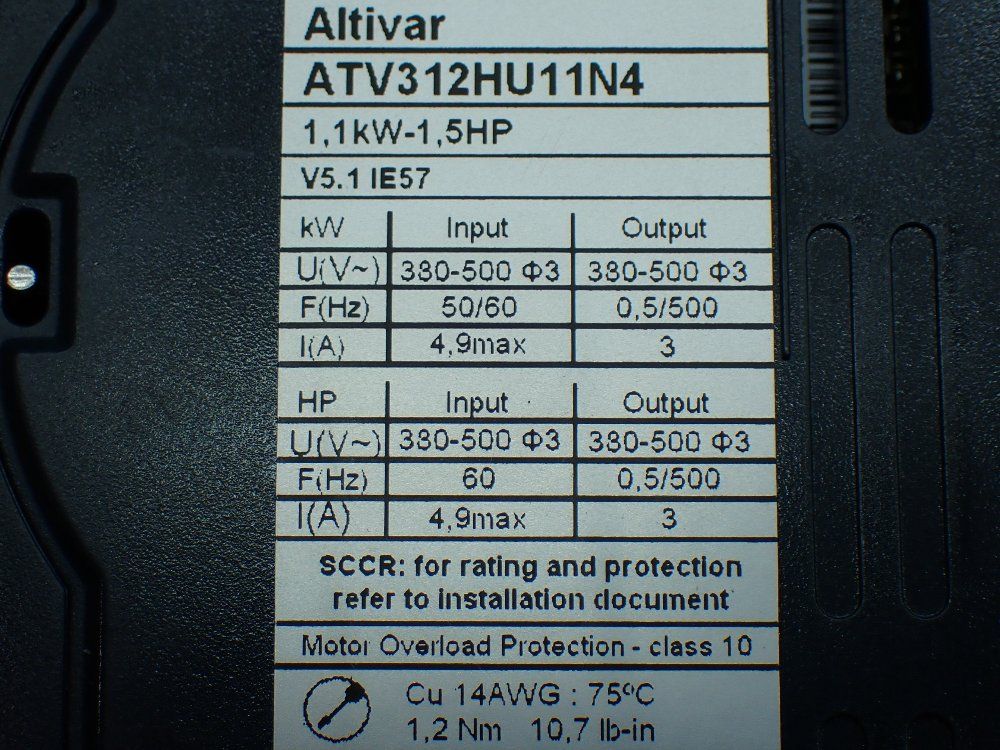 Altivar
ATV312HU11N4
1,1kW-1,5HP
V5.1 IE57
kW Input Output
U(V~) 380-500 Φ3 380-500 Φ3
F(Hz) 50/60 0,5/500
I(A) 4,9max 3
HP Input Output
U(V~) 380-500 Φ3 380-500 Φ3
F(Hz) 60 0,5/500
I(A) 4,9max 3
SCCR: for rating and protection
refer to installation document
Motor Overload Protection - class 10
Cu 14AWG : 75ºC
1,2 Nm 10,7 lb-in